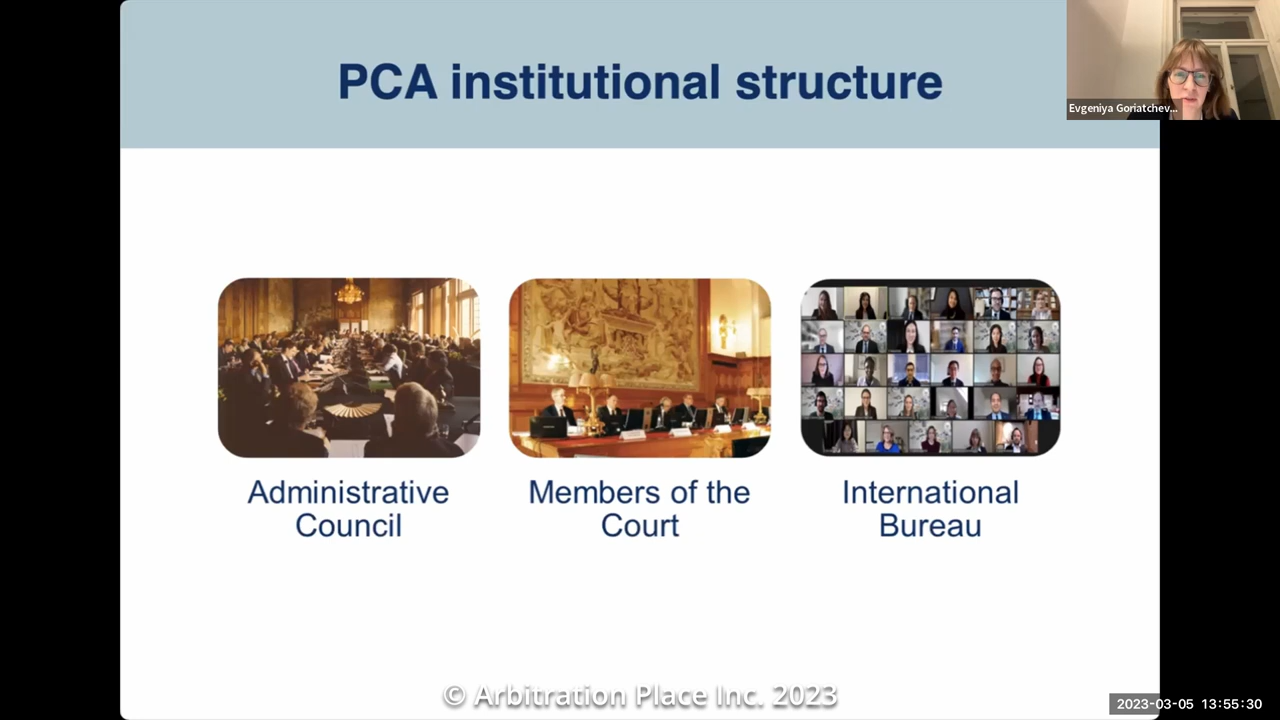 PCA institutional structure
Evgeniya Goriatchev...
Administrative
Council
Members of the
Court
International
Bureau
© Arbitration Place Inc. 2023
2023-03-05 13:55:30